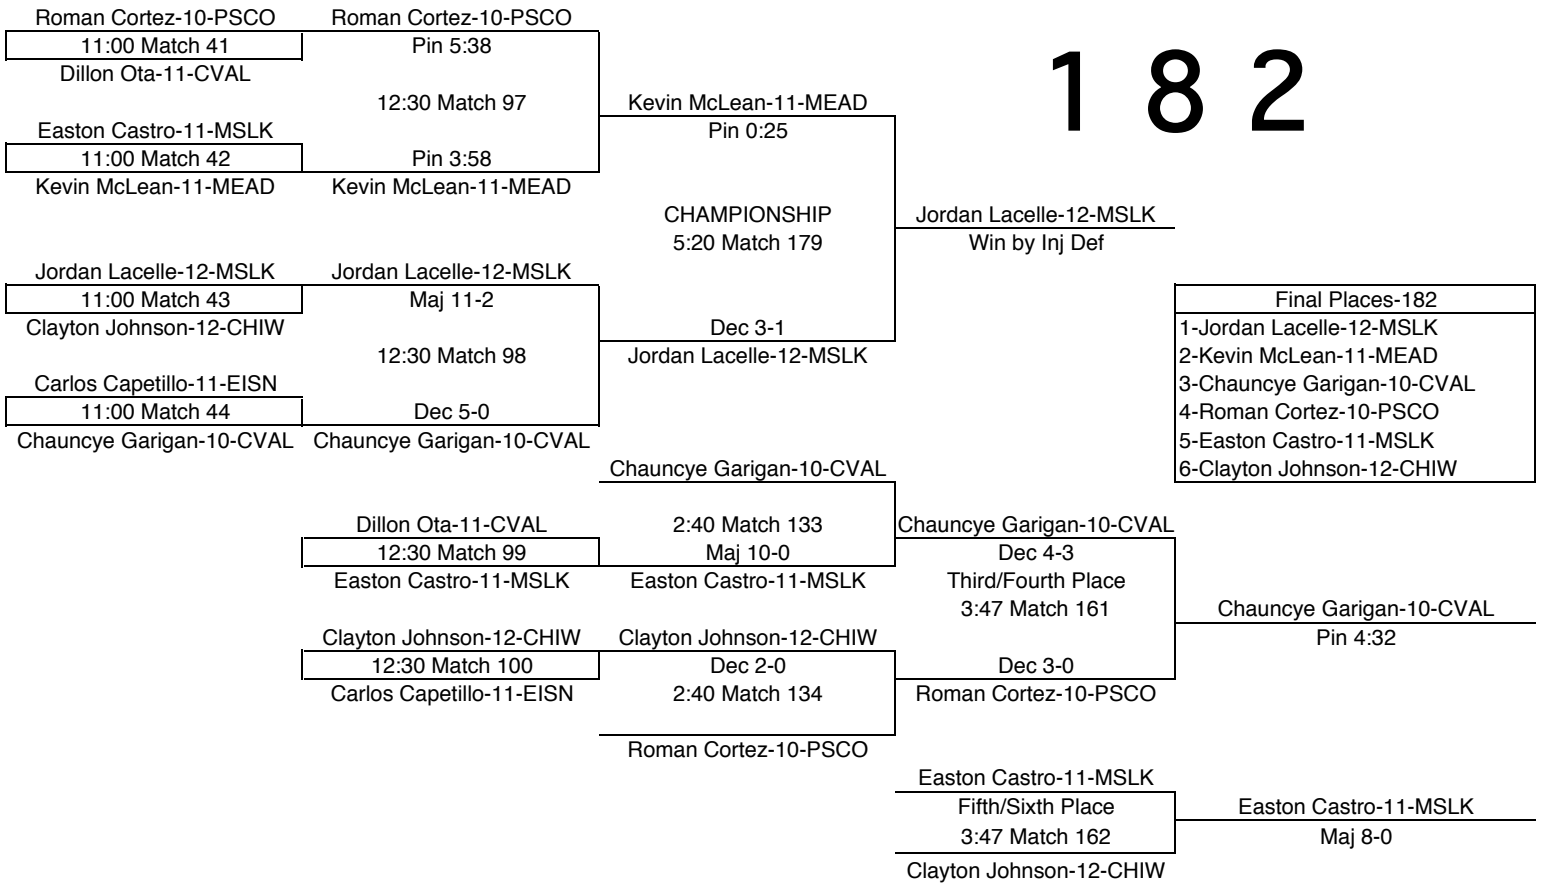 Roman Cortez-10-PSCO Roman Cortez-10-PSCO
11:00 Match 41 Pin 5:38
Dillon Ota-11-CVAL
182
12:30 Match 97 Kevin McLean-11-MEAD
Easton Castro-11-MSLK Pin 0:25
11:00 Match 42 Pin 3:58
Kevin McLean-11-MEAD Kevin McLean-11-MEAD
CHAMPIONSHIP Jordan Lacelle-12-MSLK
5:20 Match 179 Win by Inj Def
Jordan Lacelle-12-MSLK Jordan Lacelle-12-MSLK
11:00 Match 43 Maj 11-2 Final Places-182
Clayton Johnson-12-CHIW Dec 3-1 1-Jordan Lacelle-12-MSLK
12:30 Match 98 Jordan Lacelle-12-MSLK 2-Kevin McLean-11-MEAD
Carlos Capetillo-11-EISN 3-Chauncye Garigan-10-CVAL
11:00 Match 44 Dec 5-0 4-Roman Cortez-10-PSCO
Chauncye Garigan-10-CVAL Chauncye Garigan-10-CVAL 5-Easton Castro-11-MSLK
Chauncye Garigan-10-CVAL 6-Clayton Johnson-12-CHIW
Dillon Ota-11-CVAL 2:40 Match 133 Chauncye Garigan-10-CVAL
12:30 Match 99 Maj 10-0 Dec 4-3
Easton Castro-11-MSLK Easton Castro-11-MSLK Third/Fourth Place
3:47 Match 161 Chauncye Garigan-10-CVAL
Clayton Johnson-12-CHIW Clayton Johnson-12-CHIW Pin 4:32
12:30 Match 100 Dec 2-0 Dec 3-0
Carlos Capetillo-11-EISN 2:40 Match 134 Roman Cortez-10-PSCO
Roman Cortez-10-PSCO
Easton Castro-11-MSLK
Fifth/Sixth Place Easton Castro-11-MSLK
3:47 Match 162 Maj 8-0
Clayton Johnson-12-CHIW